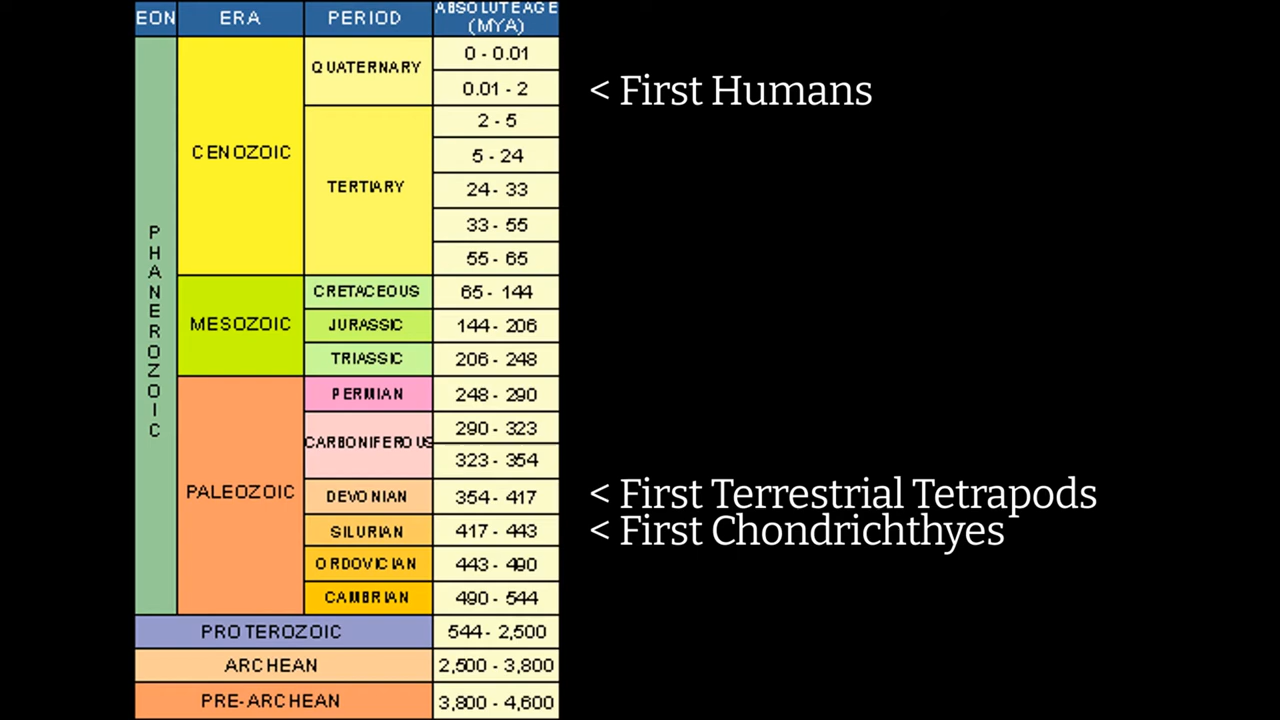 EON ERA PERIOD ABSOLUTE AGE (MYA)
QUATERNARY 0 - 0.01
0.01 - 2 < First Humans
CENOZOIC
TERTIARY 2 - 5
5 - 24
24 - 33
33 - 55
55 - 65
PHANEROZOIC
MESOZOIC
CRETACEOUS 65 - 144
JURASSIC 144 - 206
TRIASSIC 206 - 248
PALEOZOIC
PERMIAN 248 - 290
CARBONIFEROUS 290 - 323
323 - 354
DEVONIAN 354 - 417 < First Terrestrial Tetrapods
SILURIAN 417 - 443 < First Chondrichthyes
ORDOVICIAN 443 - 490
CAMBRIAN 490 - 544
PROTEROZOIC 544 - 2,500
ARCHEAN 2,500 - 3,800
PRE-ARCHEAN 3,800 - 4,600